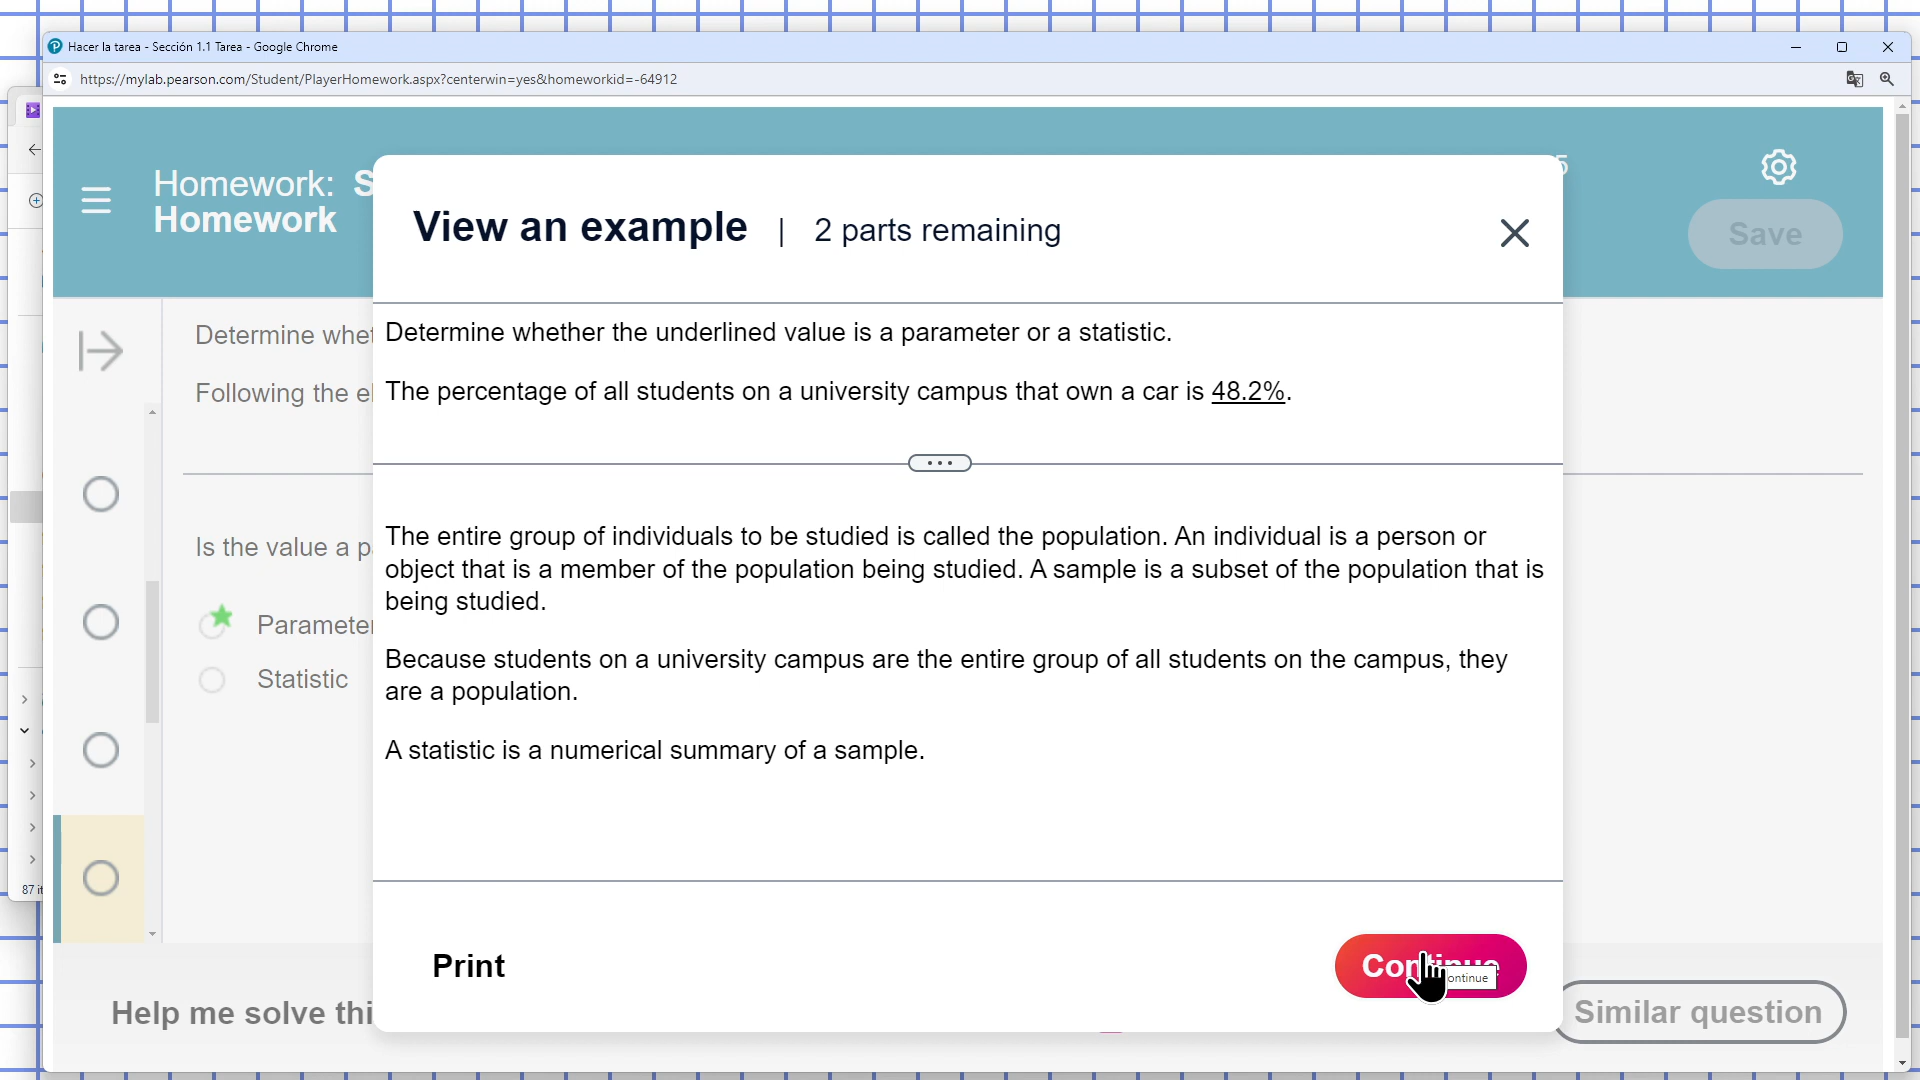 Hacer la tarea - Sección 1.1 Tarea - Google Chrome
https://mylab.pearson.com/Student/PlayerHomework.aspx?centerwin=yes&homeworkid=-64912
Homework: S
Homework
5
Save
View an example | 2 parts remaining
Determine whether the underlined value is a parameter or a statistic.
The percentage of all students on a university campus that own a car is 48.2%.
The entire group of individuals to be studied is called the population. An individual is a person or
object that is a member of the population being studied. A sample is a subset of the population that is
being studied.
Because students on a university campus are the entire group of all students on the campus, they
are a population.
A statistic is a numerical summary of a sample.
Print
Continue
ontinue
Determine whet
Following the el
Is the value a p
Parameter
Statistic
87 it
Help me solve thi
Similar question